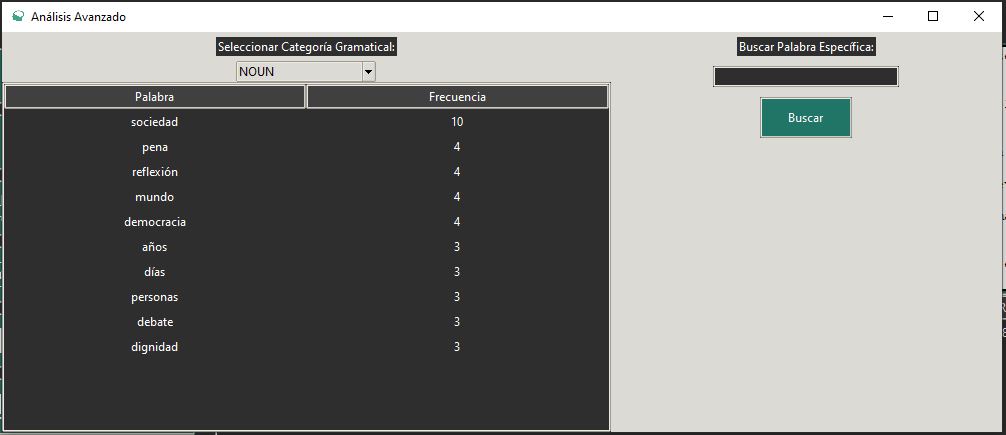 Análisis Avanzado
Seleccionar Categoría Gramatical:
NOUN
Palabra Frecuencia
sociedad 10
pena 4
reflexión 4
mundo 4
democracia 4
años 3
días 3
personas 3
debate 3
dignidad 3
Buscar Palabra Específica:
Buscar